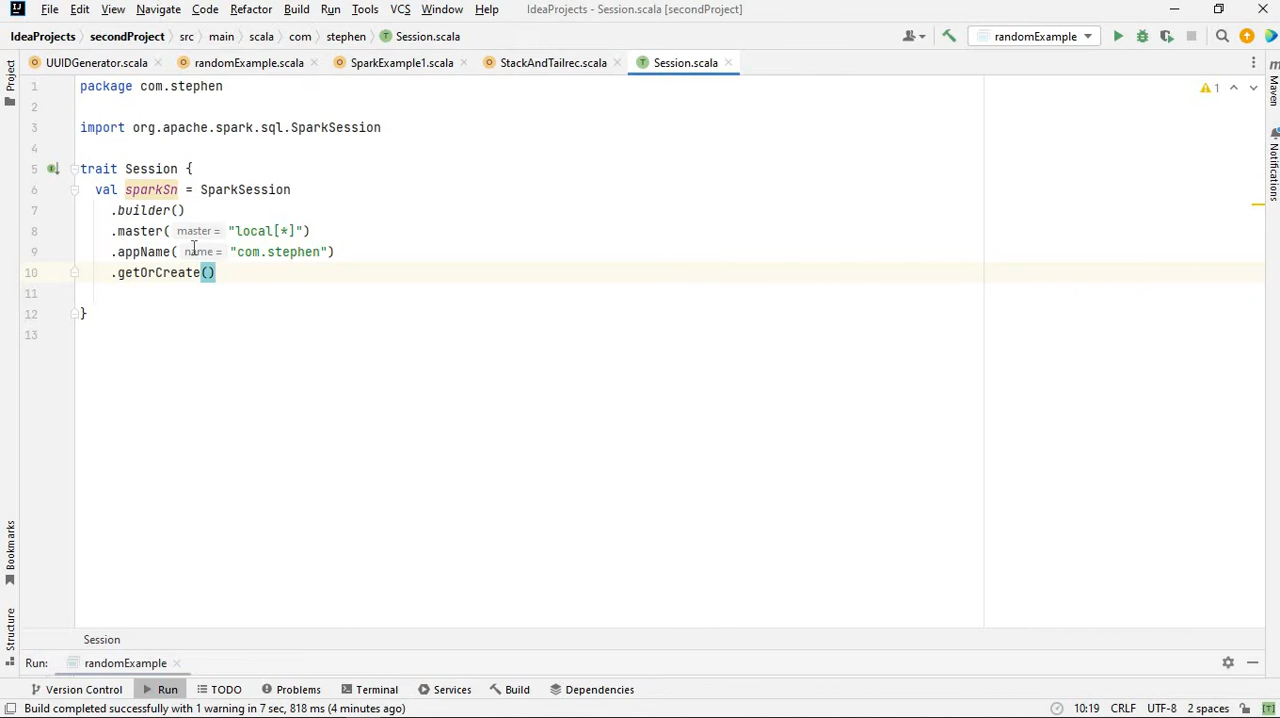 File Edit View Navigate Code Refactor Build Run Tools VCS Window Help IdeaProjects - Session.scala [secondProject]
IdeaProjects secondProject src main scala com stephen Session.scala randomExample
UUIDGenerator.scala randomExample.scala SparkExample1.scala StackAndTailrec.scala Session.scala
Project
Maven
Notifications
1
1 package com.stephen
2
3 import org.apache.spark.sql.SparkSession
4
5 trait Session {
6 val sparkSn = SparkSession
7 .builder()
8 .master( master = "local[*]")
9 .appName( name = "com.stephen")
10 .getOrCreate()
11
12 }
13
Bookmarks
Structure
Session
Run: randomExample
Version Control Run TODO Problems Terminal Services Build Dependencies
Build completed successfully with 1 warning in 7 sec, 818 ms (4 minutes ago) 10:19 CRLF UTF-8 2 spaces